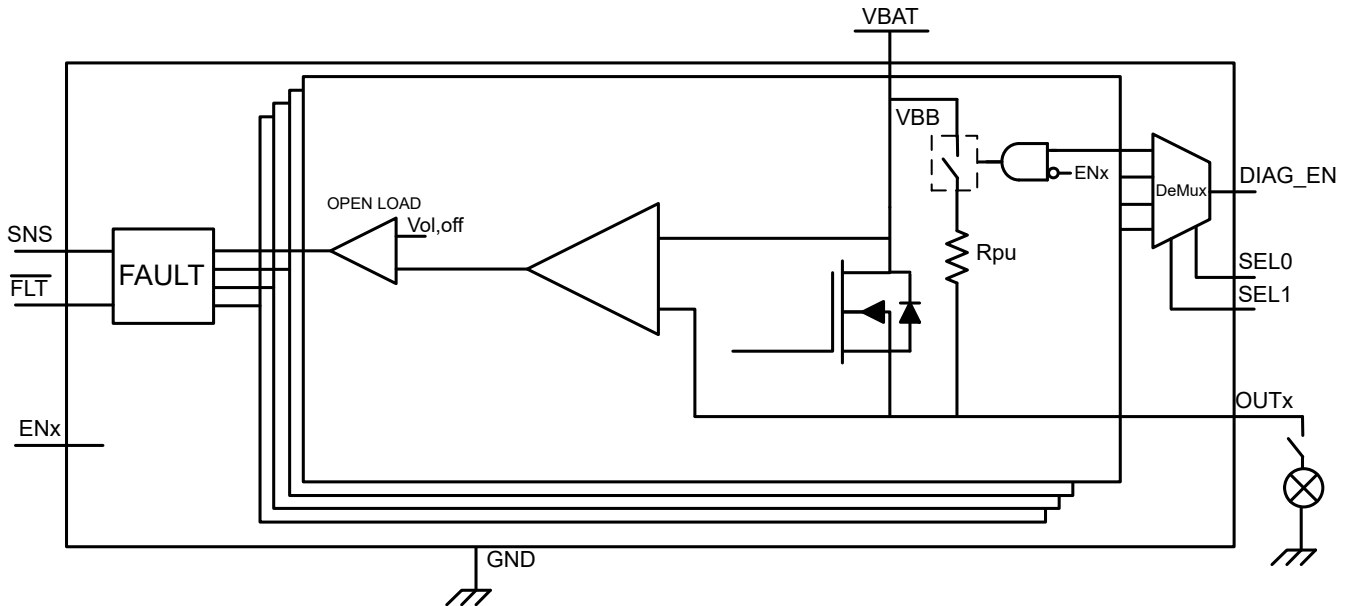 VBAT
VBB
ENx
DeMux
DIAG_EN
OPEN LOAD
Vol,off
SNS
FAULT
FLT
Rpu
SEL0
SEL1
OUTx
ENx
GND